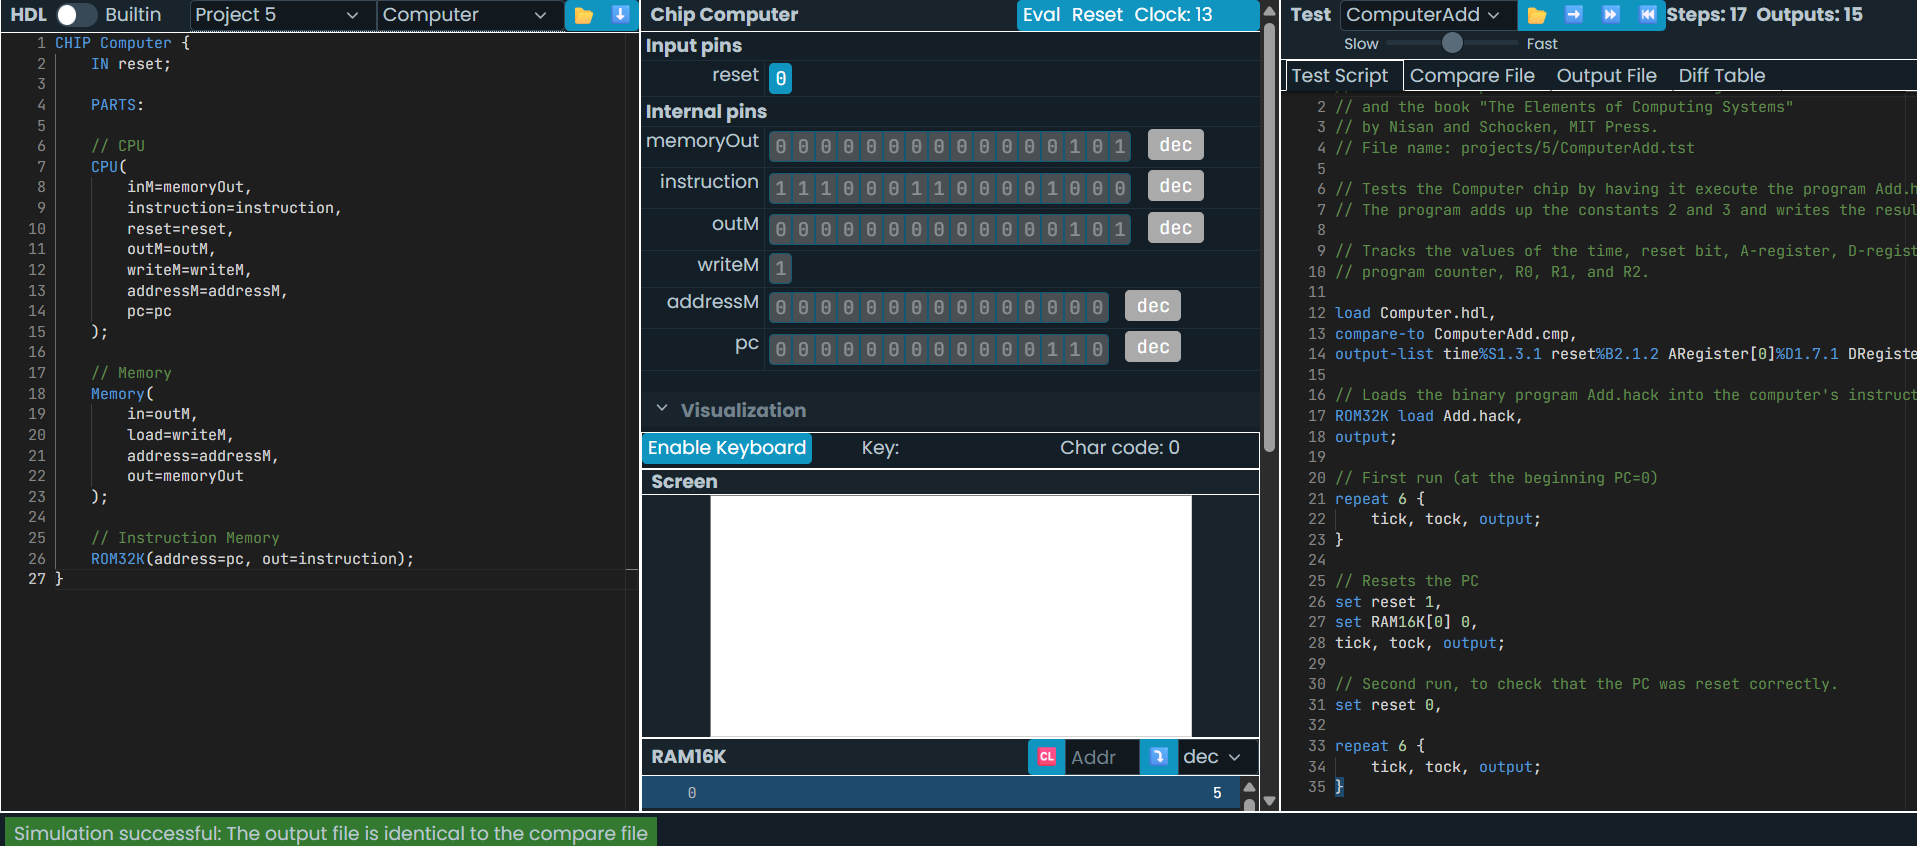 HDL Builtin Project 5 Computer
1 CHIP Computer {
2 IN reset;
3
4 PARTS:
5
6 // CPU
7 CPU(
8 inM=memoryOut,
9 instruction=instruction,
10 reset=reset,
11 outM=outM,
12 writeM=writeM,
13 addressM=addressM,
14 pc=pc
15 );
16
17 // Memory
18 Memory(
19 in=outM,
20 load=writeM,
21 address=addressM,
22 out=memoryOut
23 );
24
25 // Instruction Memory
26 ROM32K(address=pc, out=instruction);
27 }
Chip Computer Eval Reset Clock: 13
Input pins
reset 0
Internal pins
memoryOut 0 0 0 0 0 0 0 0 0 0 0 0 0 1 0 1 dec
instruction 1 1 1 0 0 0 1 1 0 0 0 0 1 0 0 0 dec
outM 0 0 0 0 0 0 0 0 0 0 0 0 0 1 0 1 dec
writeM 1
addressM 0 0 0 0 0 0 0 0 0 0 0 0 0 0 0 dec
pc 0 0 0 0 0 0 0 0 0 0 0 0 1 1 0 dec
Visualization
Enable Keyboard Key: Char code: 0
Screen
RAM16K CL Addr dec
0 5
Test ComputerAdd Steps: 17 Outputs: 15
Slow Fast
Test Script Compare File Output File Diff Table
2 // and the book "The Elements of Computing Systems"
3 // by Nisan and Schocken, MIT Press.
4 // File name: projects/5/ComputerAdd.tst
5
6 // Tests the Computer chip by having it execute the program Add.h
7 // The program adds up the constants 2 and 3 and writes the resul
8
9 // Tracks the values of the time, reset bit, A-register, D-regist
10 // program counter, R0, R1, and R2.
11
12 load Computer.hdl,
13 compare-to ComputerAdd.cmp,
14 output-list time%S1.3.1 reset%B2.1.2 ARegister[0]%D1.7.1 DRegiste
15
16 // Loads the binary program Add.hack into the computer's instruct
17 ROM32K load Add.hack,
18 output;
19
20 // First run (at the beginning PC=0)
21 repeat 6 {
22 tick, tock, output;
23 }
24
25 // Resets the PC
26 set reset 1,
27 set RAM16K[0] 0,
28 tick, tock, output;
29
30 // Second run, to check that the PC was reset correctly.
31 set reset 0,
32
33 repeat 6 {
34 tick, tock, output;
35 }
Simulation successful: The output file is identical to the compare file